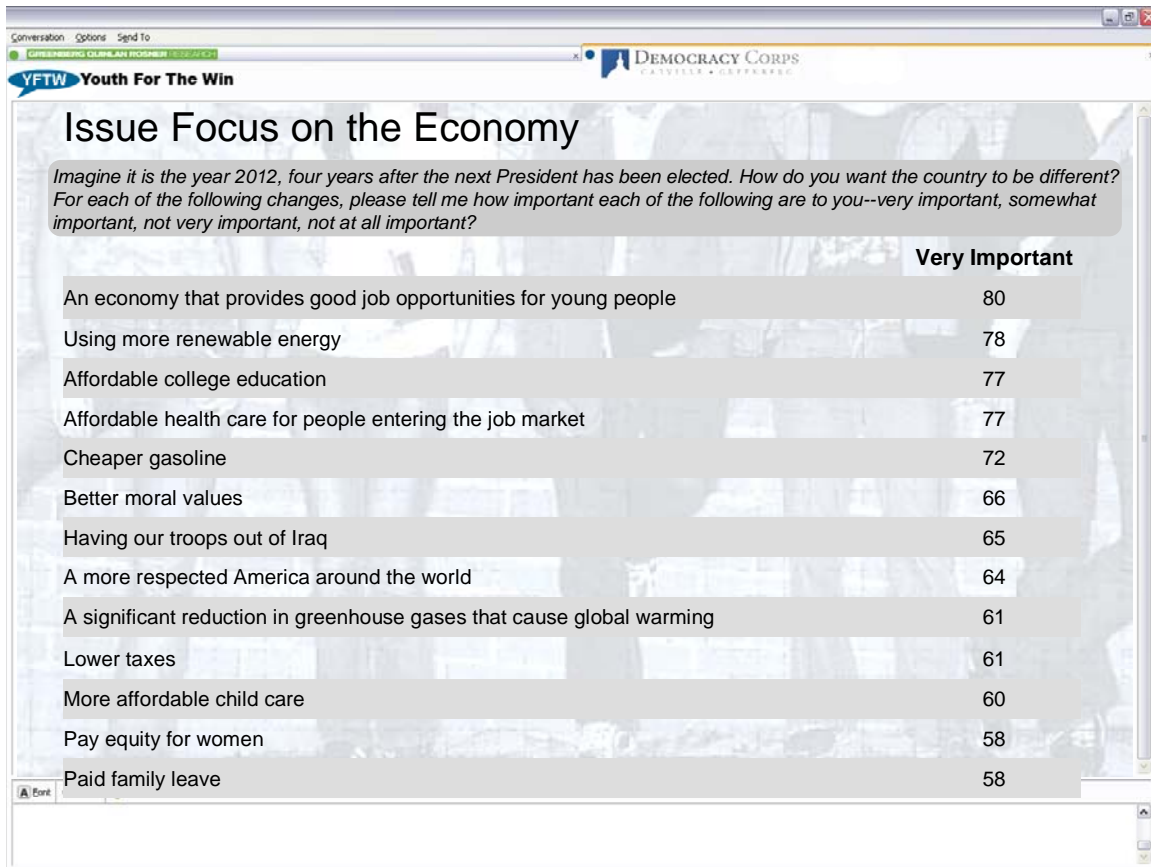 Conversation Options Send To
GREENBERG QUINLAN ROSNER RESEARCH
DEMOCRACY CORPS
YFTW Youth For The Win
Issue Focus on the Economy
Imagine it is the year 2012, four years after the next President has been elected. How do you want the country to be different?
For each of the following changes, please tell me how important each of the following are to you--very important, somewhat
important, not very important, not at all important?
Very Important
An economy that provides good job opportunities for young people 80
Using more renewable energy 78
Affordable college education 77
Affordable health care for people entering the job market 77
Cheaper gasoline 72
Better moral values 66
Having our troops out of Iraq 65
A more respected America around the world 64
A significant reduction in greenhouse gases that cause global warming 61
Lower taxes 61
More affordable child care 60
Pay equity for women 58
Paid family leave 58
A Font